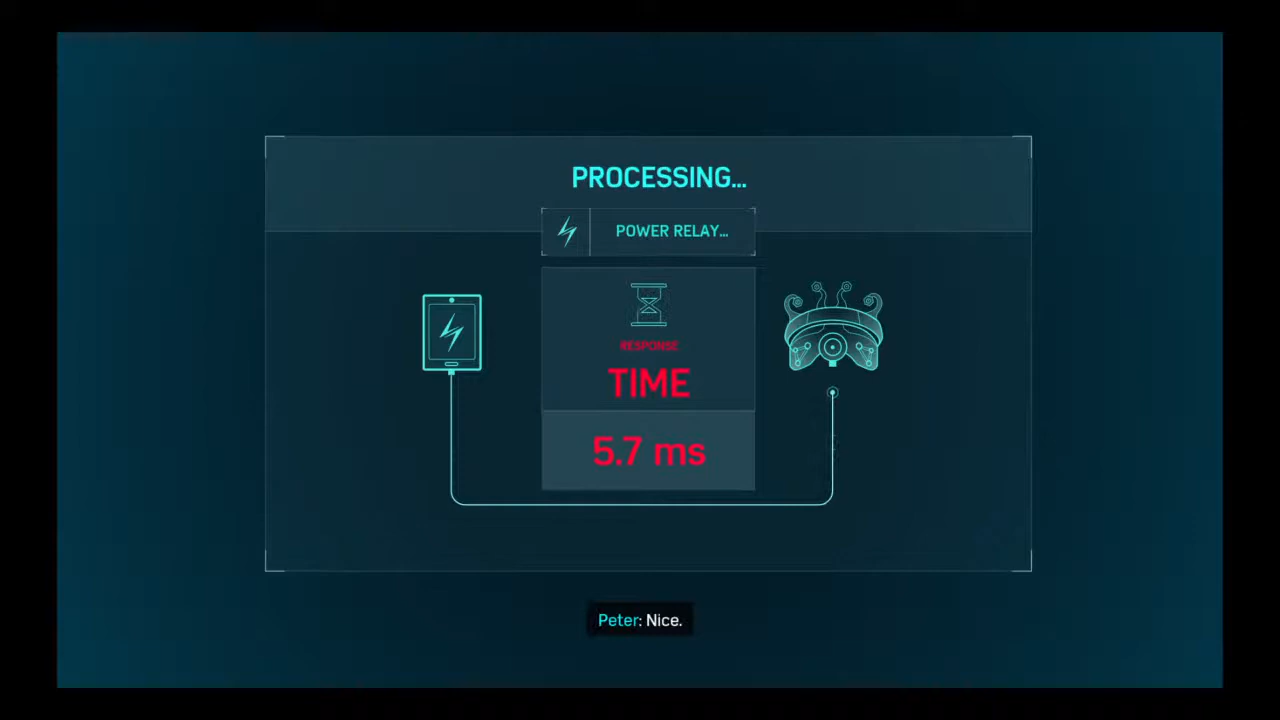 PROCESSING...
POWER RELAY...
RESPONSE
TIME
5.7 ms
Peter: Nice.